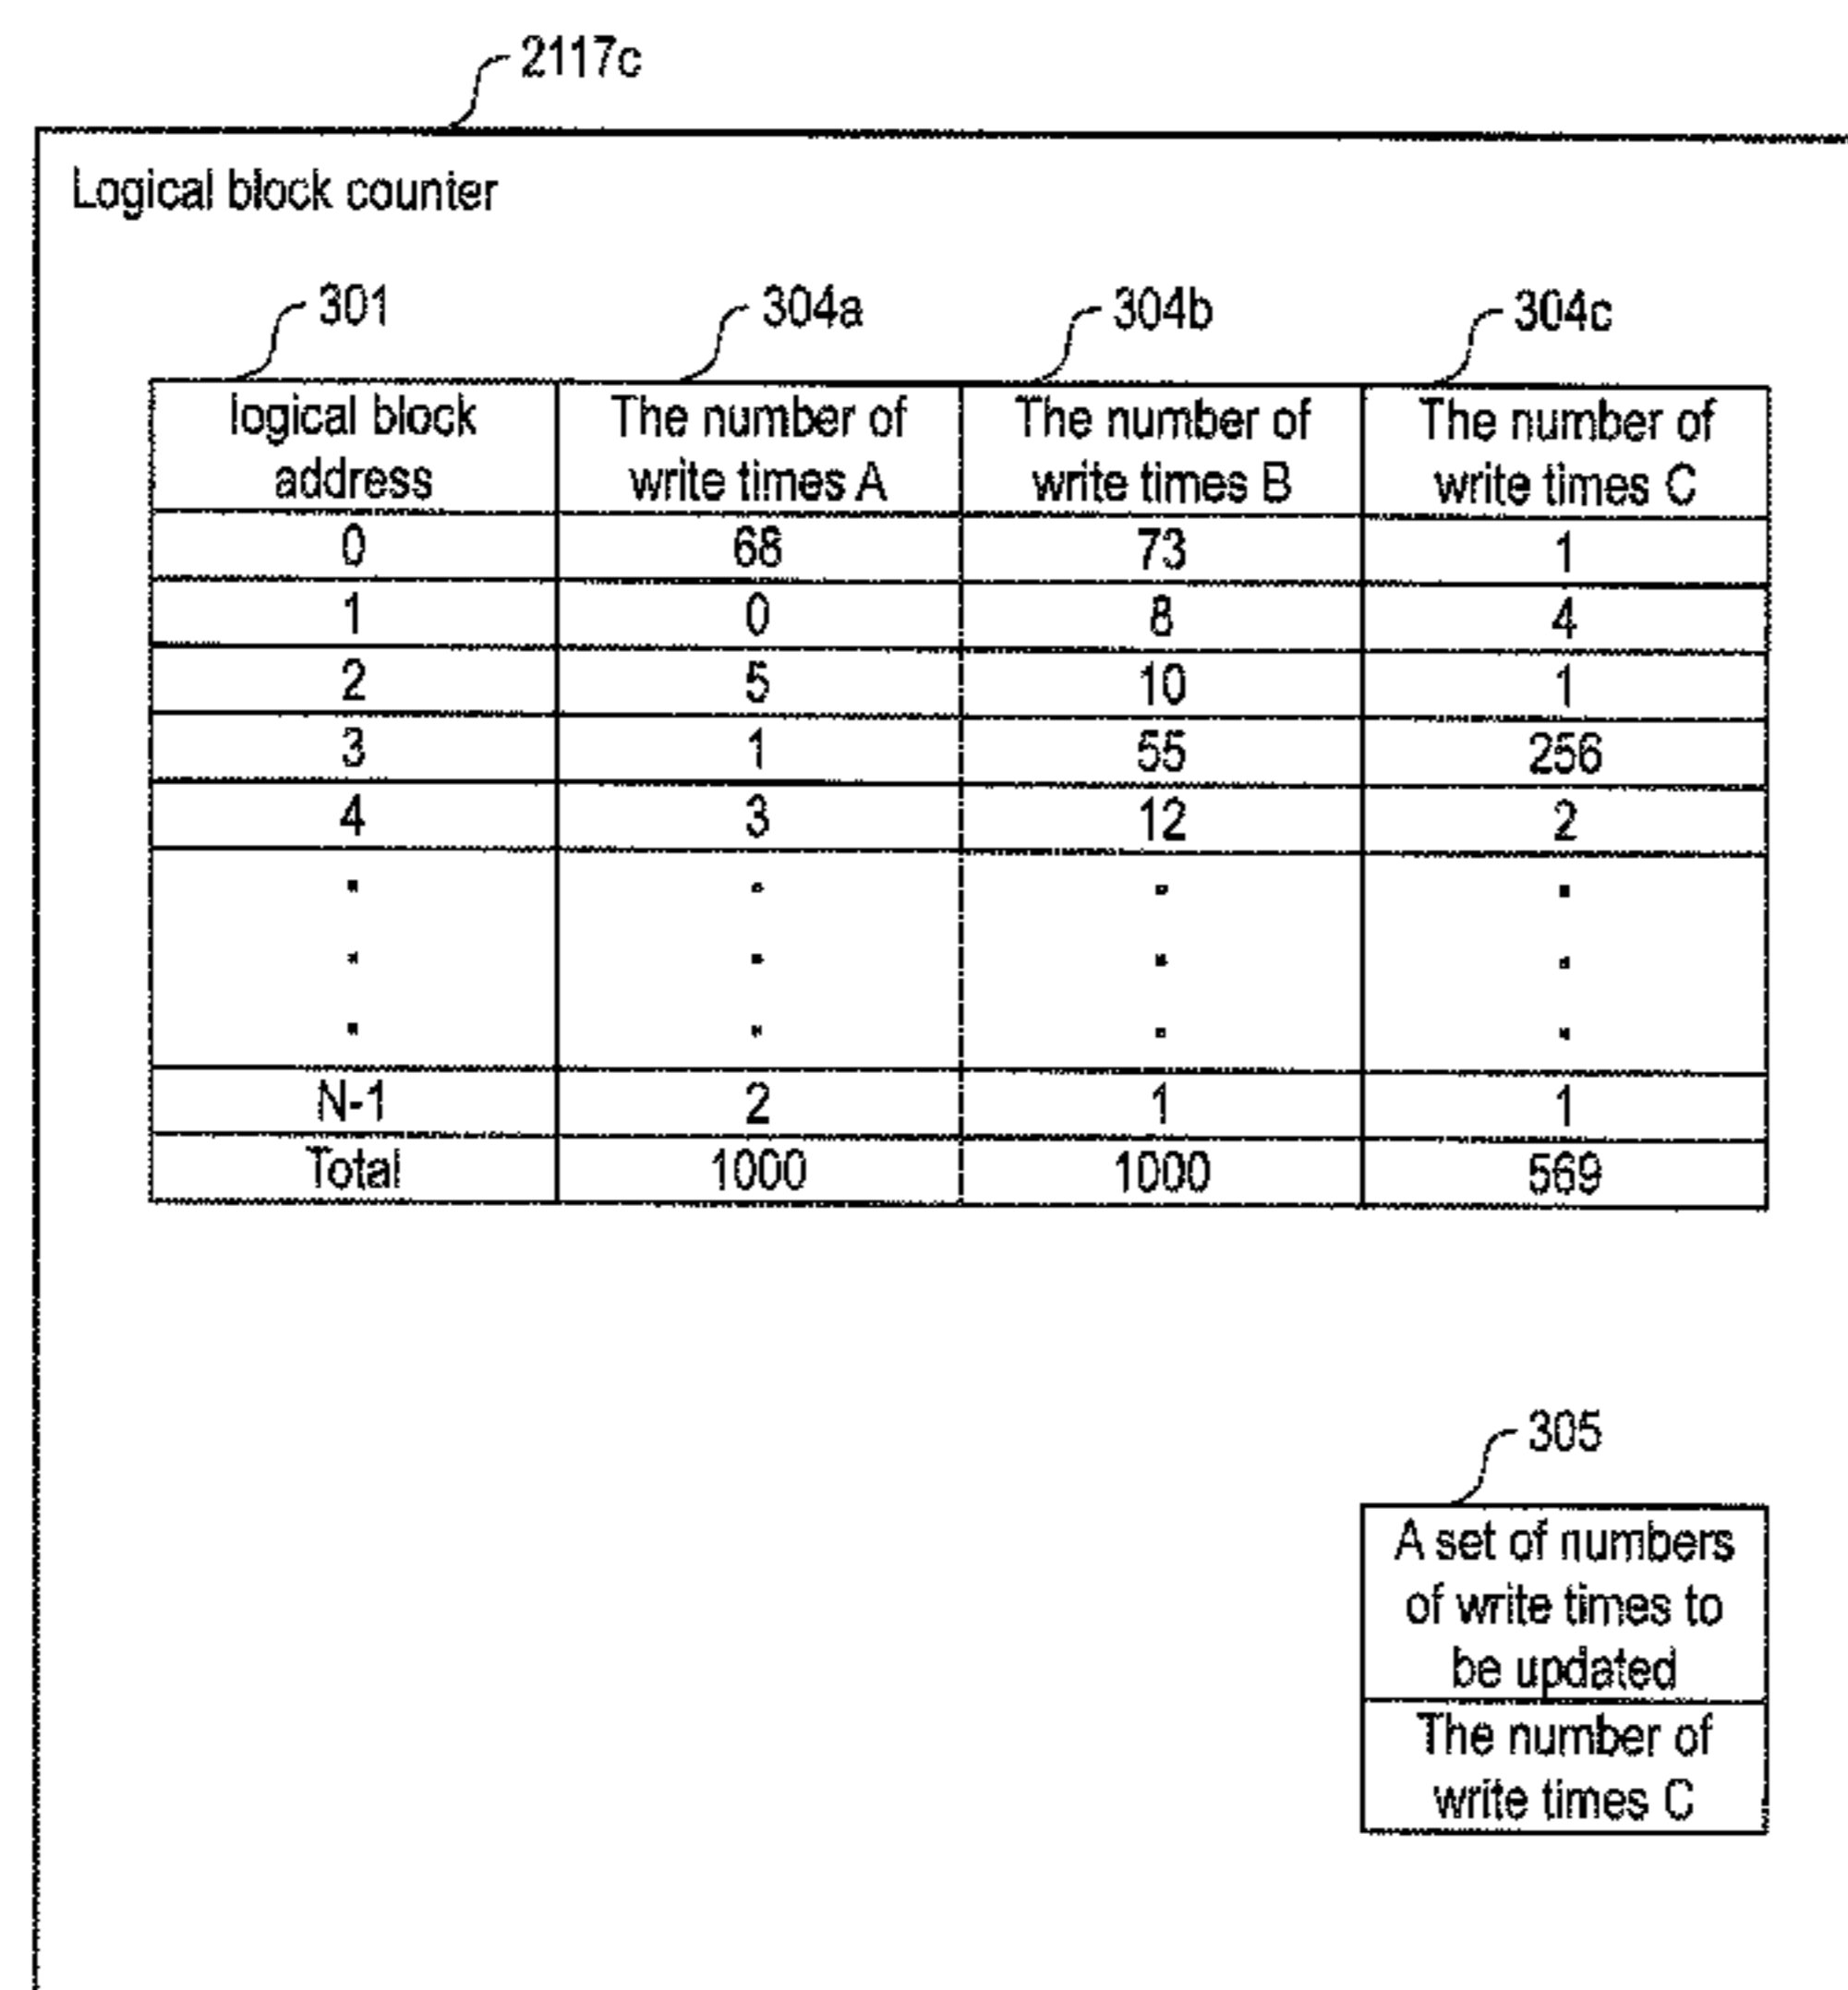 2117c
Logical block counter
301 304a 304b 304c
logical block address The number of write times A The number of write times B The number of write times C
0 68 73 1
1 0 8 4
2 5 10 1
3 1 55 256
4 3 12 2
N-1 2 1 1
Total 1000 1000 569
305
A set of numbers
of write times to
be updated
The number of
write times C